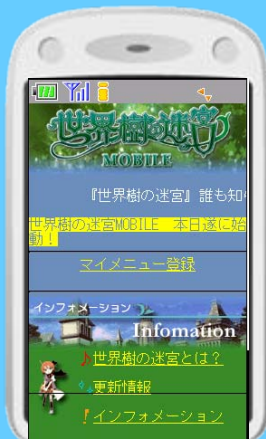 世界樹の迷宮
MOBILE
『世界樹の迷宮』誰も知
世界樹の迷宮MOBILE 本日遂に始
動！
マイメニュー登録
インフォメーション
Infomation
世界樹の迷宮とは？
更新情報
インフォメーション